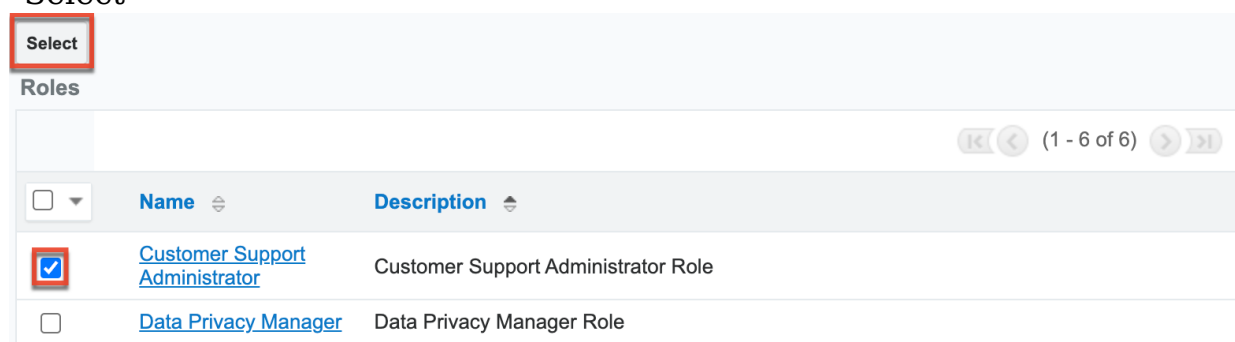 Select
Select
Roles
(1 - 6 of 6)
Name Description
Customer Support
Administrator
Customer Support Administrator Role
Data Privacy Manager Data Privacy Manager Role